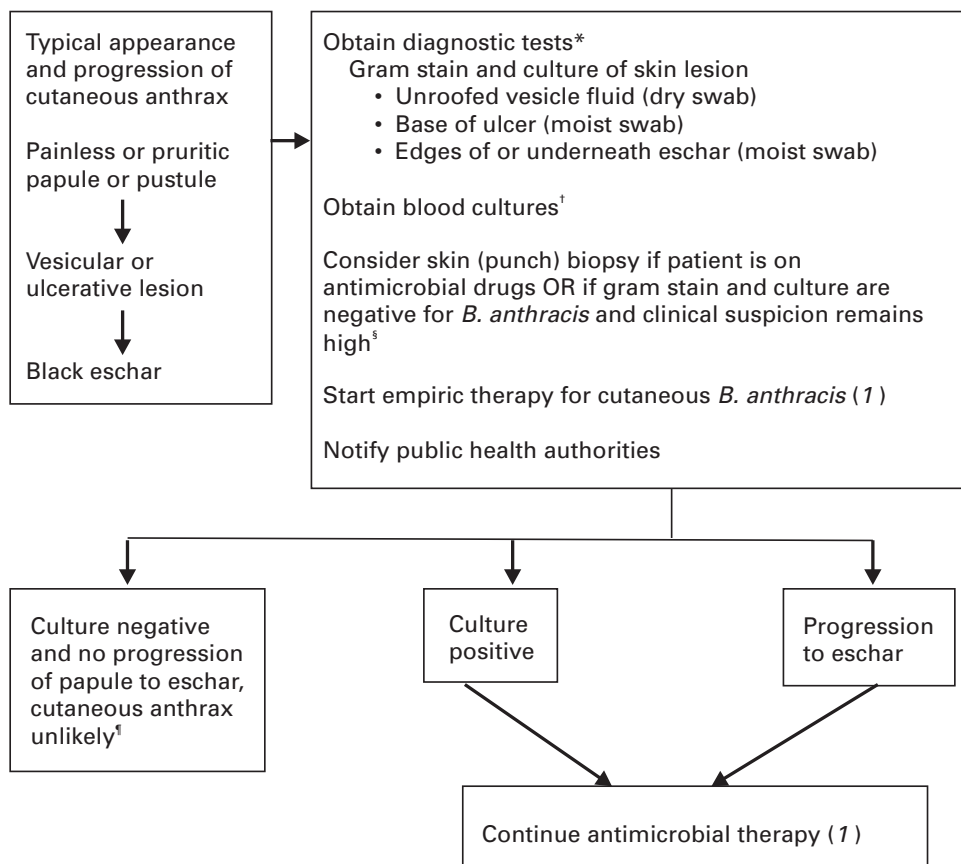 Typical appearance
and progression of
cutaneous anthrax
Painless or pruritic
papule or pustule
Vesicular or
ulcerative lesion
Black eschar
Obtain diagnostic tests*
Gram stain and culture of skin lesion
• Unroofed vesicle fluid (dry swab)
• Base of ulcer (moist swab)
• Edges of or underneath eschar (moist swab)
Obtain blood cultures†
Consider skin (punch) biopsy if patient is on
antimicrobial drugs OR if gram stain and culture are
negative for B. anthracis and clinical suspicion remains
high§
Start empiric therapy for cutaneous B. anthracis (1)
Notify public health authorities
Culture negative
and no progression
of papule to eschar,
cutaneous anthrax
unlikely¶
Culture
positive
Progression
to eschar
Continue antimicrobial therapy (1)